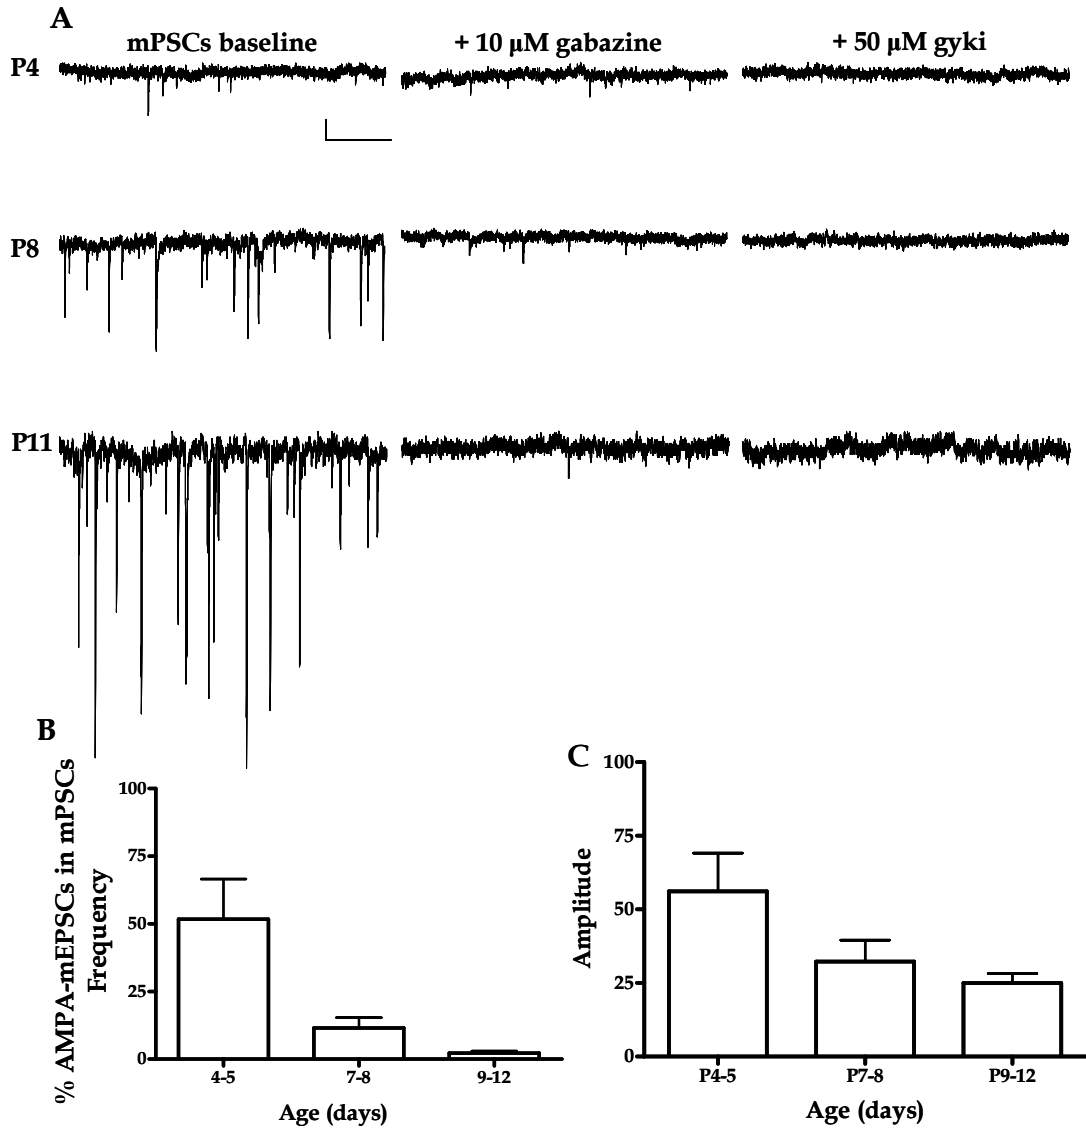 A
mPSCs baseline
+ 10 µM gabazine
+ 50 µM gyki
P4
P8
P11
B
% AMPA-mEPSCs in mPSCs
Frequency
100
75
50
25
0
4-5
7-8
9-12
Age (days)
C
Amplitude
100
75
50
25
0
P4-5
P7-8
P9-12
Age (days)